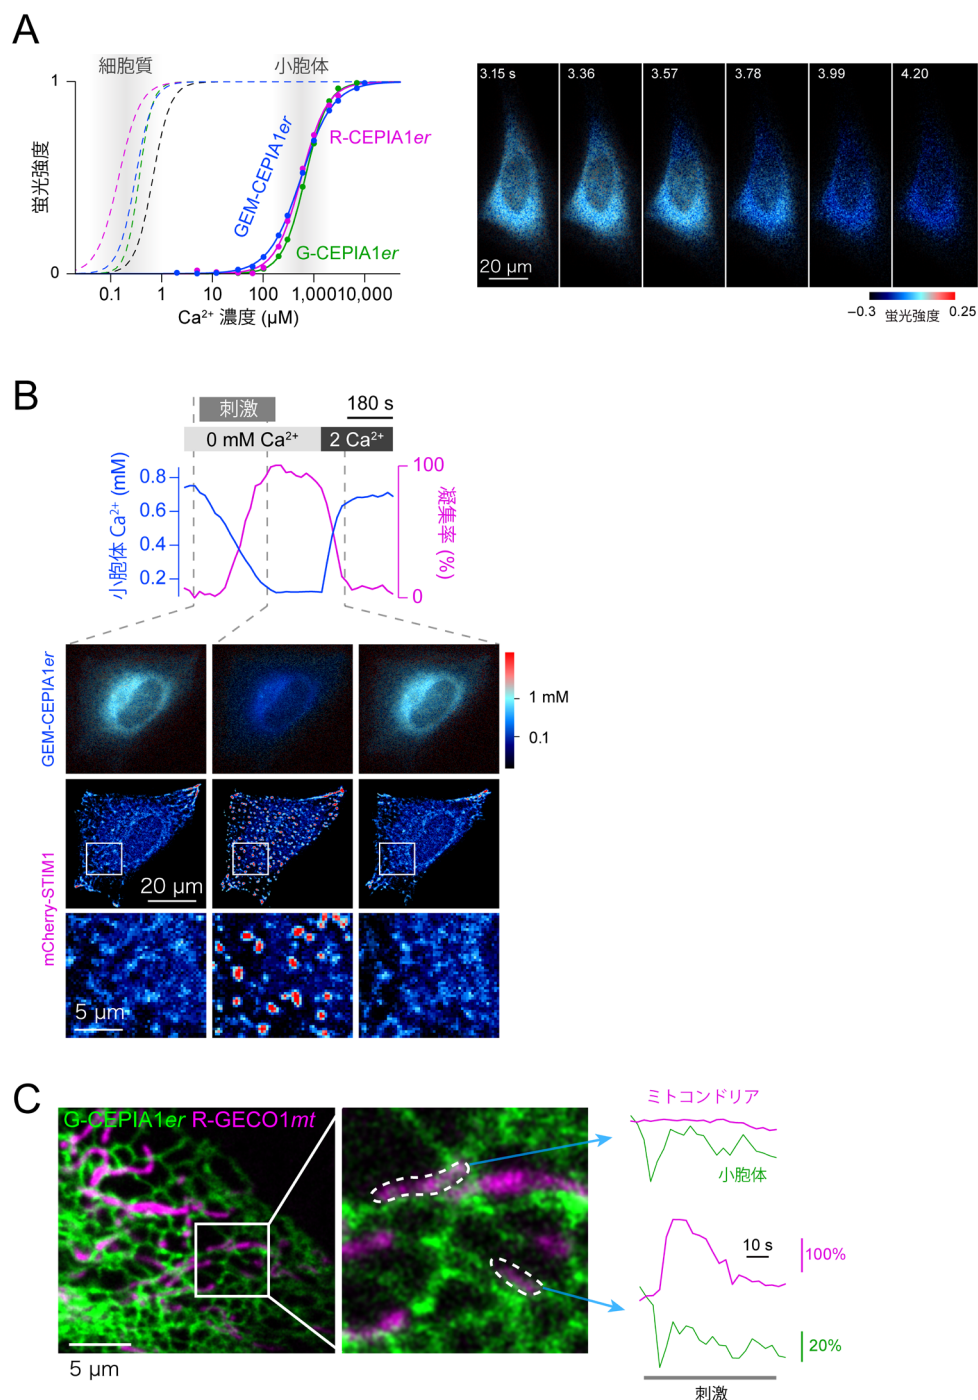 A
細胞質
小胞体
1
0
蛍光強度
GEM-CEPIA1er
R-CEPIA1er
G-CEPIA1er
0.1
1
10
100
1,000
10,000
Ca²⁺ 濃度 (µM)
3.15 s
3.36
3.57
3.78
3.99
4.20
20 µm
−0.3
蛍光強度
0.25
B
刺激
180 s
0 mM Ca²⁺
2 Ca²⁺
小胞体 Ca²⁺ (mM)
0.8
0.6
0.4
0.2
100
0
凝集率 (%)
GEM-CEPIA1er
1 mM
0.1
mCherry-STIM1
20 µm
5 µm
C
G-CEPIA1er R-GECO1mt
5 µm
ミトコンドリア
小胞体
10 s
100%
20%
刺激